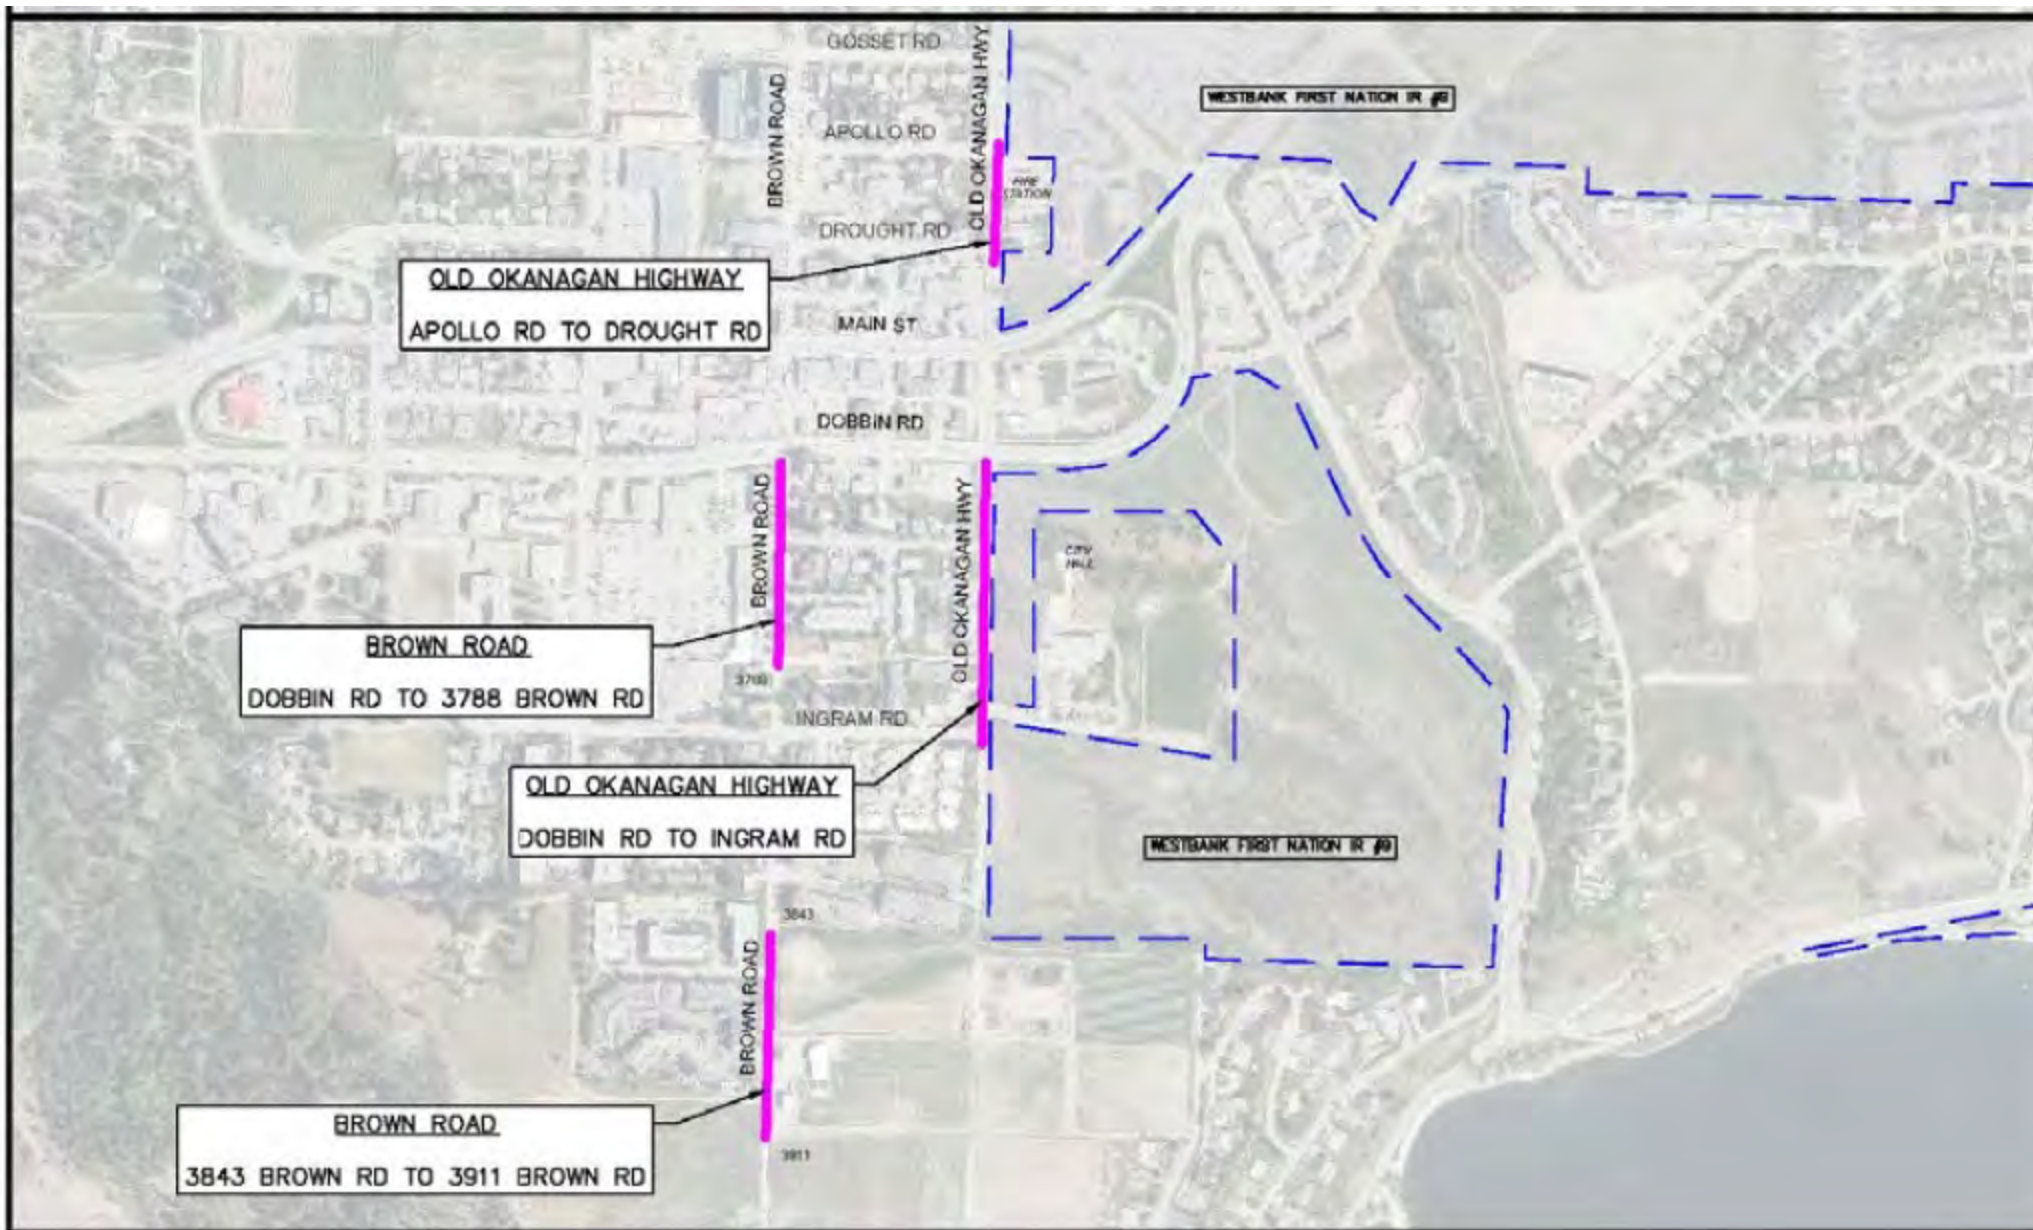 GOSSET RD
OLD OKANAGAN HWY
BROWN ROAD
WESTBANK FIRST NATION IR #9
APOLLO RD
FIRE STATION
DROUGHT RD
OLD OKANAGAN HIGHWAY
APOLLO RD TO DROUGHT RD
MAIN ST
DOBBIN RD
BROWN ROAD
OLD OKANAGAN HWY
CITY HALL
BROWN ROAD
DOBBIN RD TO 3788 BROWN RD
3788
INGRAM RD
OLD OKANAGAN HIGHWAY
DOBBIN RD TO INGRAM RD
WESTBANK FIRST NATION IR #9
3843
BROWN ROAD
BROWN ROAD
3843 BROWN RD TO 3911 BROWN RD
3911